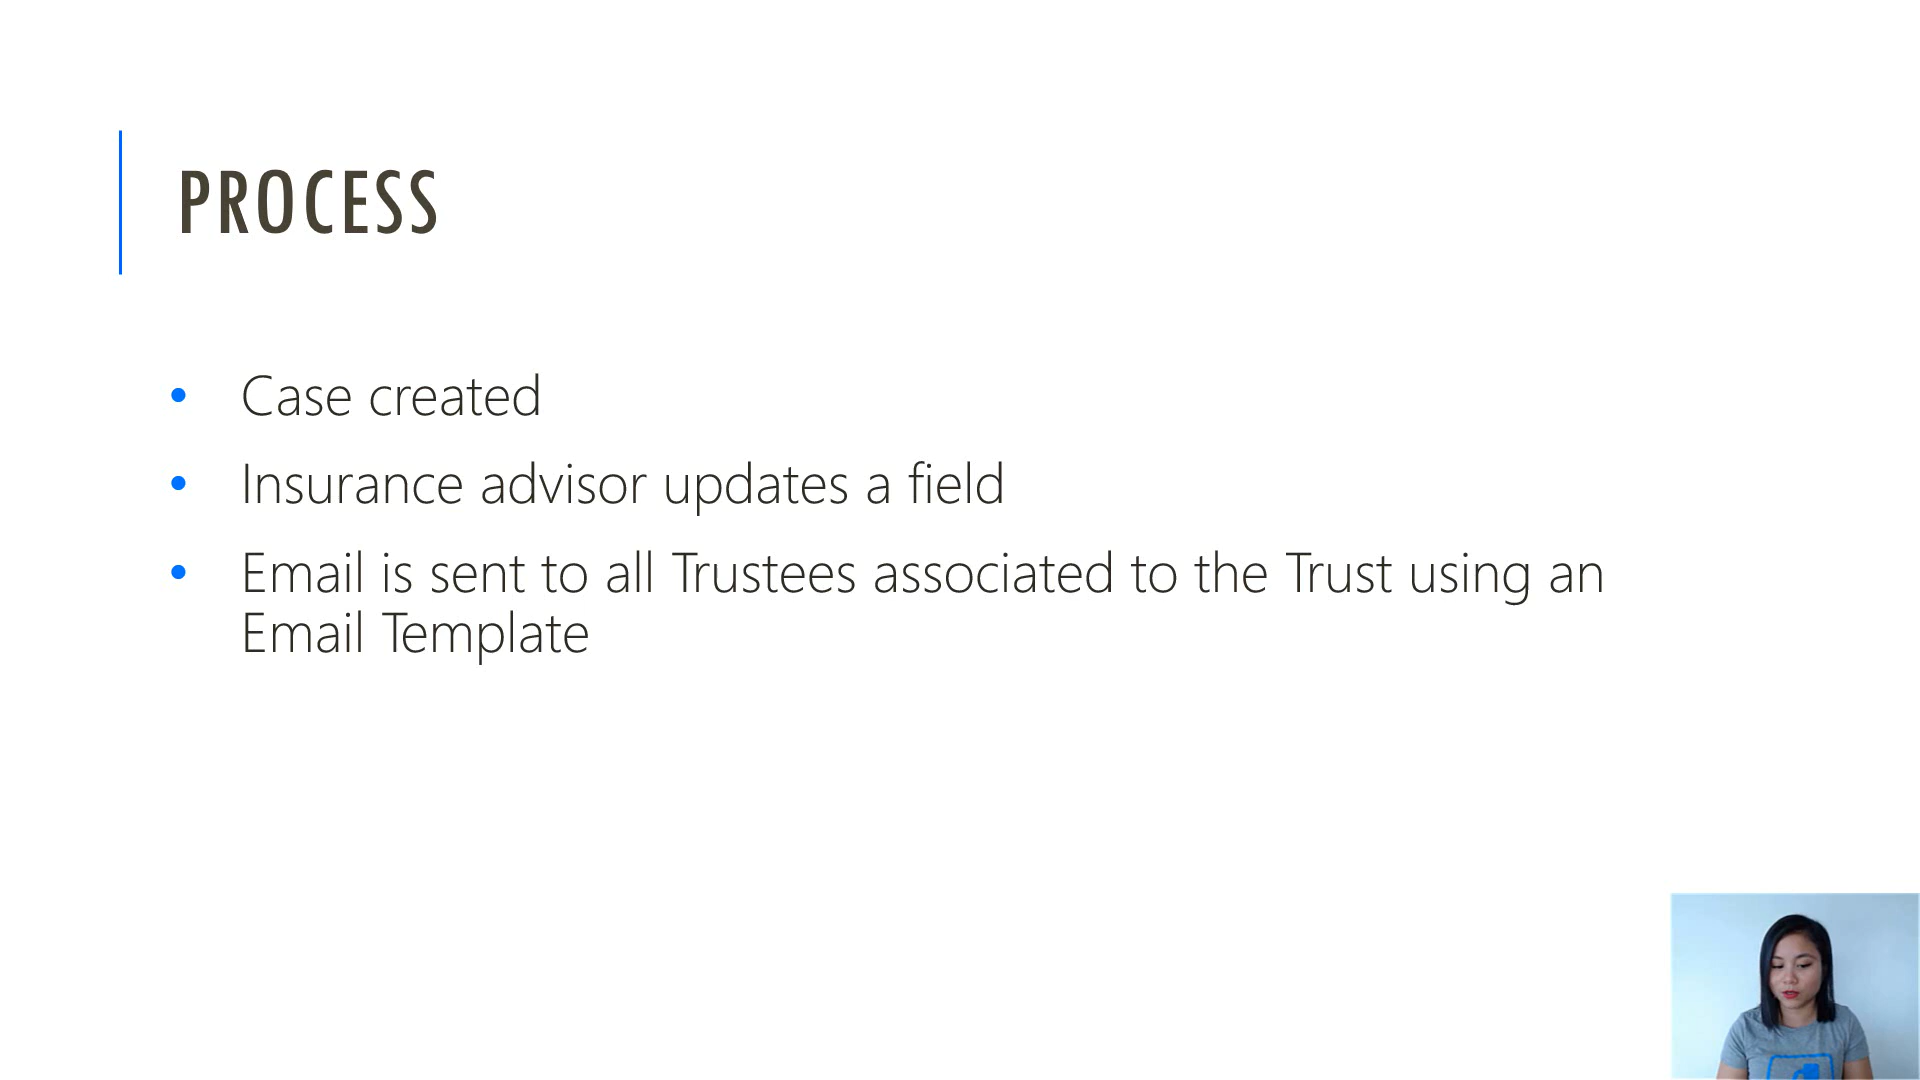 PROCESS
• Case created
• Insurance advisor updates a field
• Email is sent to all Trustees associated to the Trust using an
Email Template